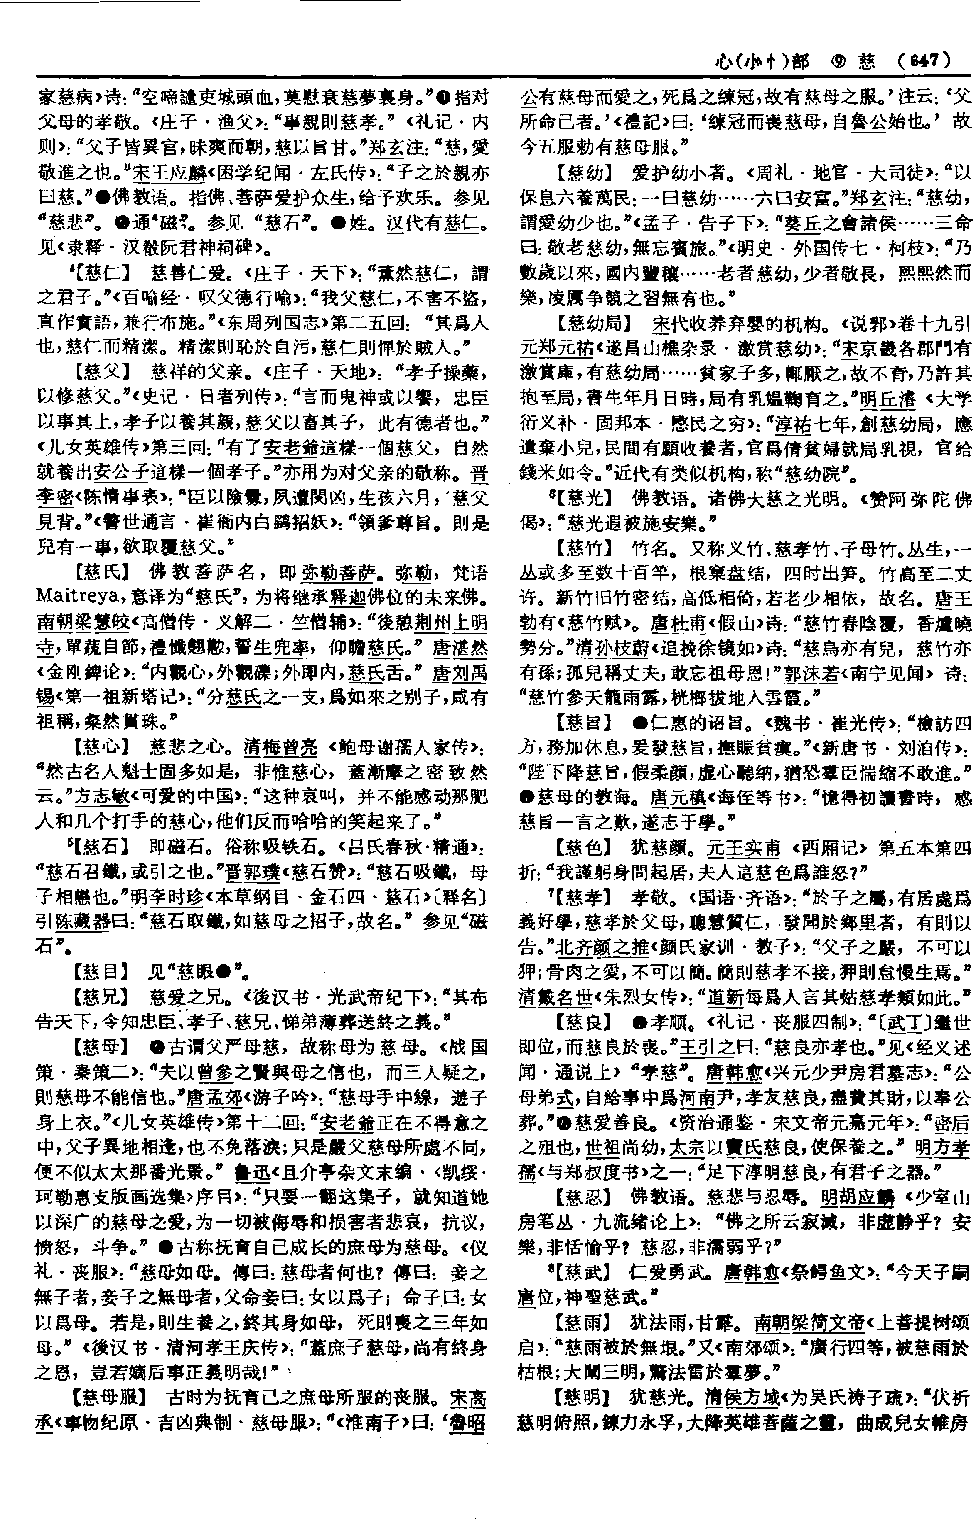 心(小忄)部 ⑨ 慈 (647)
家慈病》诗：“空啼讉吏城頭血，莫慰衰慈夢裏身。”❶指对
父母的孝敬。《庄子·渔父》：“事親則慈孝。”《礼记·内
则》：“父子皆異宫，昧爽而朝，慈以旨甘。”郑玄注：“慈，愛
敬進之也。”宋王应麟《困学纪闻·左氏传》：“子之於親亦
曰慈。”●佛教语。指佛、菩萨爱护众生，给予欢乐。参见
“慈悲”。●通“磁”。参见“慈石”。●姓。汉代有慈仁。
见《隶释·汉殽阮君神祠碑》。
⁴【慈仁】 慈善仁爱。《庄子·天下》：“薰然慈仁，謂
之君子。”《百喻经·叹父德行喻》：“我父慈仁，不害不盗，
直作實語，兼行布施。”《东周列国志》第二五回：“其爲人
也，慈仁而精潔。精潔則恥於自污，慈仁則憚於賊人。”
【慈父】 慈祥的父亲。《庄子·天地》：“孝子操藥，
以修慈父。”《史记·日者列传》：“言而鬼神或以饗，忠臣
以事其上，孝子以養其親，慈父以畜其子，此有德者也。”
《儿女英雄传》第三回：“有了安老爺這樣一個慈父，自然
就養出安公子這樣一個孝子。”亦用为对父亲的敬称。晋
李密《陈情事表》：“臣以險釁，夙遭閔凶，生孩六月，慈父
見背。”《警世通言·崔衙内白鹞招妖》：“領爹尊旨。則是
兒有一事，欲取覆慈父。”
【慈氏】 佛教菩萨名，即弥勒菩萨。弥勒，梵语
Maitreya，意译为“慈氏”，为将继承释迦佛位的未来佛。
南朝梁慧皎《高僧传·义解二·竺僧辅》：“後憩荆州上明
寺，單蔬自節，禮懺翹懃，誓生兜率，仰瞻慈氏。”唐湛然
《金刚錍论》：“内觀心，外觀礫；外即内，慈氏舌。”唐刘禹
锡《第一祖新塔记》：“分慈氏之一支，爲如來之别子，咸有
祖稱，粲然貫珠。”
【慈心】 慈悲之心。清梅曾亮《鲍母谢孺人家传》：
“然古名人魁士固多如是，非惟慈心，蓋漸摩之密致然
云。”方志敏《可爱的中国》：“这种哀叫，并不能感动那肥
人和几个打手的慈心，他们反而哈哈的笑起来了。”
⁵【慈石】 即磁石。俗称吸铁石。《吕氏春秋·精通》：
“慈石召鐵，或引之也。”晋郭璞《慈石赞》：“慈石吸鐵，母
子相戀也。”明李时珍《本草纲目·金石四·慈石》〔释名〕
引陈藏器曰：“慈石取鐵，如慈母之招子，故名。”参见“磁
石”。
【慈目】 见“慈眼●”。
【慈兄】 慈爱之兄。《後汉书·光武帝纪下》：“其布
告天下，令知忠臣、孝子、慈兄、悌弟薄葬送終之義。”
【慈母】 ●古谓父严母慈，故称母为慈母。《战国
策·秦策二》：“夫以曾参之賢與母之信也，而三人疑之，
則慈母不能信也。”唐孟郊《游子吟》：“慈母手中線，遊子
身上衣。”《儿女英雄传》第十二回：“安老爺正在不得意之
中，父子異地相逢，也不免落淚；只是嚴父慈母所處不同，
便不似太太那番光景。”鲁迅《且介亭杂文末编·〈凯绥·
珂勒惠支版画选集〉序目》：“只要一翻这集子，就知道她
以深广的慈母之爱，为一切被侮辱和损害者悲哀，抗议，
愤怒，斗争。”●古称抚育自己成长的庶母为慈母。《仪
礼·丧服》：“慈母如母。傳曰：慈母者何也？傳曰：妾之
無子者，妾子之無母者，父命妾曰：女以爲子；命子曰：女
以爲母。若是，則生養之，終其身如母，死則喪之三年如
母。”《後汉书·清河孝王庆传》：“蓋庶子慈母，尚有終身
之恩，豈若嫡后事正義明哉！”
【慈母服】 古时为抚育己之庶母所服的丧服。宋高
承《事物纪原·吉凶典制·慈母服》：“《淮南子》曰：‘魯昭
公有慈母而愛之，死爲之練冠，故有慈母之服。’注云：‘父
所命己者。’《禮記》曰：‘練冠而喪慈母，自魯公始也。’故
今五服勅有慈母服。”
【慈幼】 爱护幼小者。《周礼·地官·大司徒》：“以
保息六養萬民：一曰慈幼……六曰安富。”郑玄注：“慈幼，
謂愛幼少也。”《孟子·告子下》：“葵丘之會諸侯……三命
曰：敬老慈幼，無忘賓旅。”《明史·外国传七·柯枝》：“乃
數歲以來，國内豐穰……老者慈幼，少者敬長，熙熙然而
樂，凌厲争競之習無有也。”
【慈幼局】 宋代收养弃婴的机构。《说郛》卷十九引
元郑元祐《遂昌山樵杂录·激赏慈幼》：“宋京畿各郡門有
激賞庫，有慈幼局……貧家子多，輒厭之，故不育，乃許其
抱至局，書生年月日時，局有乳媪鞠育之。”明丘濬《大学
衍义补·固邦本·愍民之穷》：“淳祐七年，創慈幼局，應
遺棄小兒，民間有願收養者，官爲倩貧婦就局乳視，官给
錢米如令。”近代有类似机构，称“慈幼院”。
⁶【慈光】 佛教语。诸佛大慈之光明。《赞阿弥陀佛
偈》：“慈光遐被施安樂。”
【慈竹】 竹名。又称义竹、慈孝竹、子母竹。丛生，一
丛或多至数十百竿，根窠盘结，四时出笋。竹高至二丈
许。新竹旧竹密结，高低相倚，若老少相依，故名。唐王
勃有《慈竹赋》。唐杜甫《假山》诗：“慈竹春陰覆，香爐曉
勢分。”清孙枝蔚《追挽徐镜如》诗：“慈烏亦有兒，慈竹亦
有孫；孤兒稱丈夫，敢忘祖母恩！”郭沫若《南宁见闻》诗：
“慈竹参天龍雨露，桄榔拔地入雲霞。”
【慈旨】 ●仁惠的诏旨。《魏书·崔光传》：“檢訪四
方，務加休息，爰發慈旨，撫賑貧瘼。”《新唐书·刘洎传》：
“陛下降慈旨，假柔顔，虚心聽纳，猶恐羣臣惴缩不敢進。”
●慈母的教诲。唐元稹《诲侄等书》：“憶得初讀書時，感
慈旨一言之歎，遂志于學。”
【慈色】 犹慈颜。元王实甫《西厢记》第五本第四
折：“我謹躬身問起居，夫人這慈色爲誰怒？”
⁷【慈孝】 孝敬。《国语·齐语》：“於子之屬，有居處爲
義好學，慈孝於父母，聰慧質仁，發聞於鄉里者，有則以
告。”北齐颜之推《颜氏家训·教子》：“父子之嚴，不可以
狎；骨肉之愛，不可以簡。簡則慈孝不接，狎則怠慢生焉。”
清戴名世《朱烈女传》：“道新每爲人言其姑慈孝類如此。”
【慈良】 ●孝顺。《礼记·丧服四制》：“〔武丁〕繼世
即位，而慈良於喪。”王引之曰：“慈良亦孝也。”见《经义述
闻·通说上》“孝慈”。唐韩愈《兴元少尹房君墓志》：“公
母弟式，自給事中爲河南尹，孝友慈良，盡費其財，以奉公
葬。”●慈爱善良。《资治通鉴·宋文帝元嘉元年》：“密后
之殂也，世祖尚幼，太宗以竇氏慈良，使保養之。”明方孝
孺《与郑叔度书》之一：“足下淳明慈良，有君子之器。”
【慈忍】 佛教语。慈悲与忍辱。明胡应麟《少室山
房笔丛·九流绪论上》：“佛之所云寂滅，非虚静乎？安
樂，非恬愉乎？慈忍，非濡弱乎？”
⁸【慈武】 仁爱勇武。唐韩愈《祭鳄鱼文》：“今天子嗣
唐位，神聖慈武。”
【慈雨】 犹法雨，甘霖。南朝梁简文帝《上菩提树颂
启》：“慈雨被於無垠。”又《南郊颂》：“廣行四等，被慈雨於
枯根；大闡三明，驚法雷於羣夢。”
【慈明】 犹慈光。清侯方域《为吴氏祷子疏》：“伏祈
慈明俯照，錬力永孚，大降英雄菩薩之靈，曲成兒女帷房